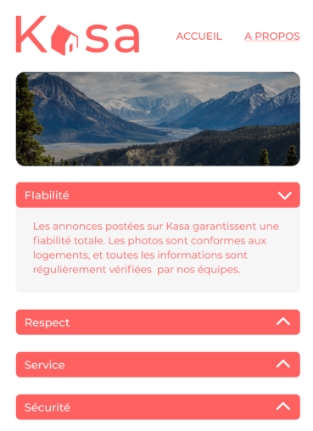 Kasa
ACCUEIL A PROPOS
FIabilité
Les annonces postées sur Kasa garantissent une
fiabilité totale. Les photos sont conformes aux
logements, et toutes les informations sont
régulièrement vérifiées  par nos équipes.
Respect
Service
Sécurité